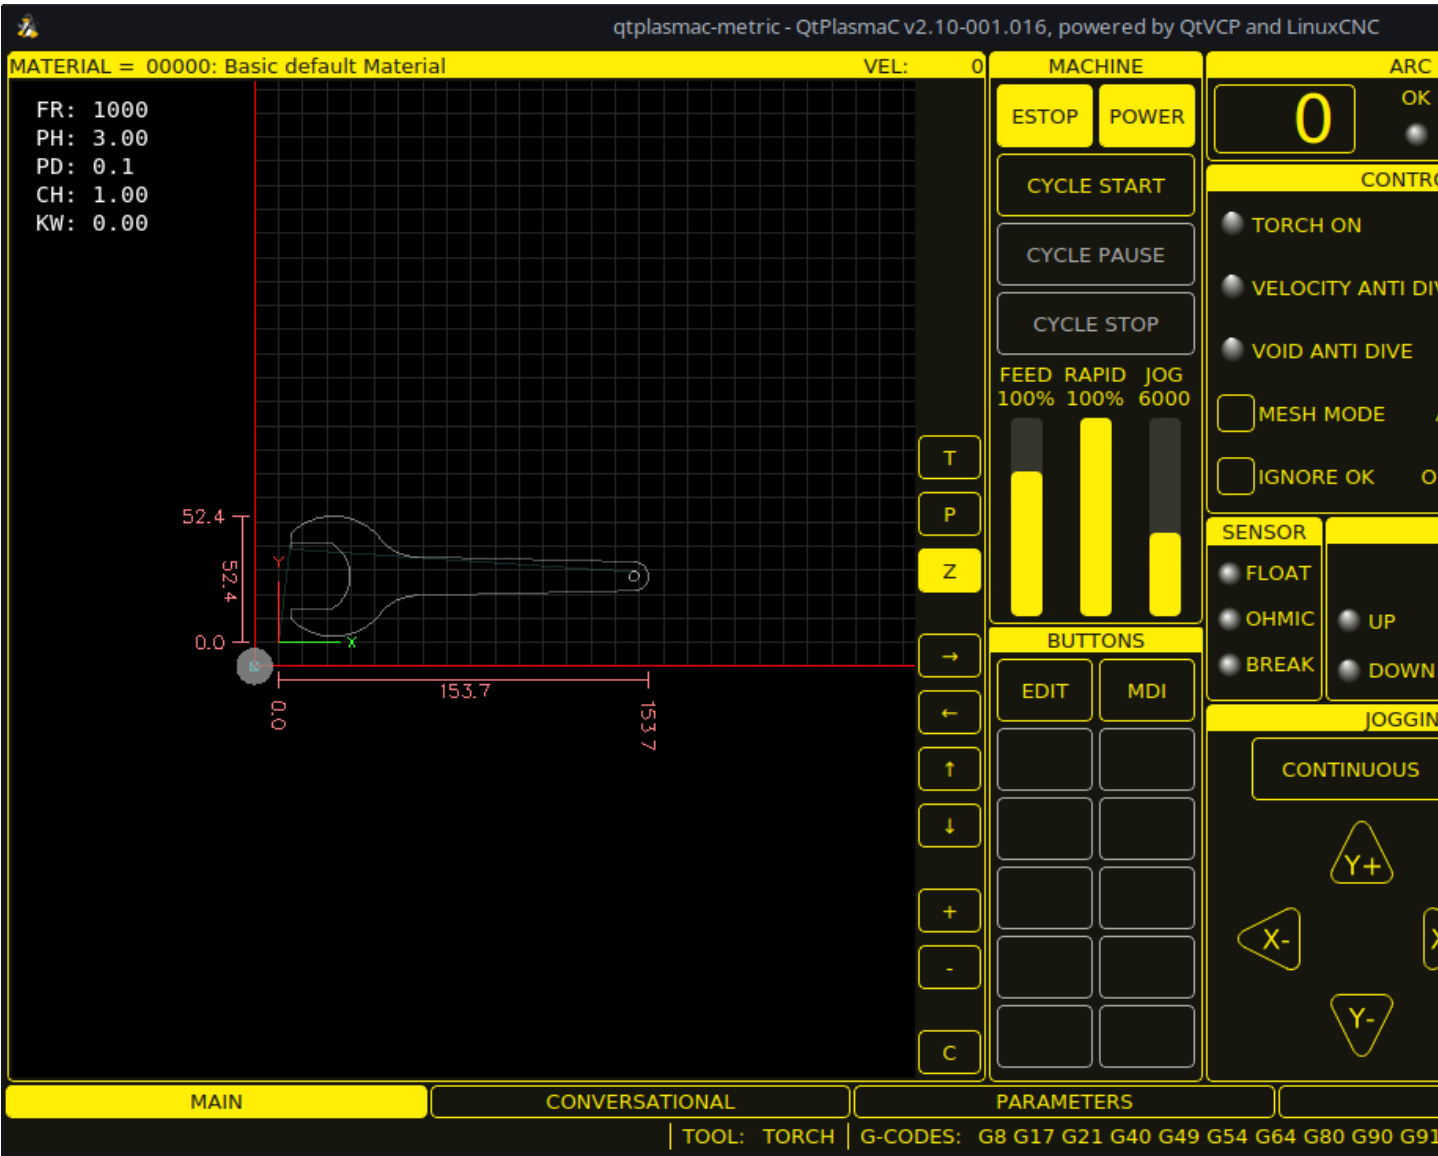 qtplasmac-metric - QtPlasmaC v2.10-001.016, powered by QtVCP and LinuxCNC
MATERIAL = 00000: Basic default Material
VEL: 0
FR: 1000
PH: 3.00
PD: 0.1
CH: 1.00
KW: 0.00
52.4
52.4
0.0
Y
X
153.7
0.0
153.7
T
P
Z
→
←
↑
↓
+
-
C
MACHINE
ESTOP POWER
CYCLE START
CYCLE PAUSE
CYCLE STOP
FEED RAPID JOG
100% 100% 6000
BUTTONS
EDIT MDI
ARC
0 OK
CONTRO
TORCH ON
VELOCITY ANTI DIV
VOID ANTI DIVE
MESH MODE
IGNORE OK O
SENSOR
FLOAT
OHMIC
BREAK
UP
DOWN
JOGGIN
CONTINUOUS
Y+
X- X
Y-
MAIN CONVERSATIONAL PARAMETERS
TOOL: TORCH G-CODES: G8 G17 G21 G40 G49 G54 G64 G80 G90 G91